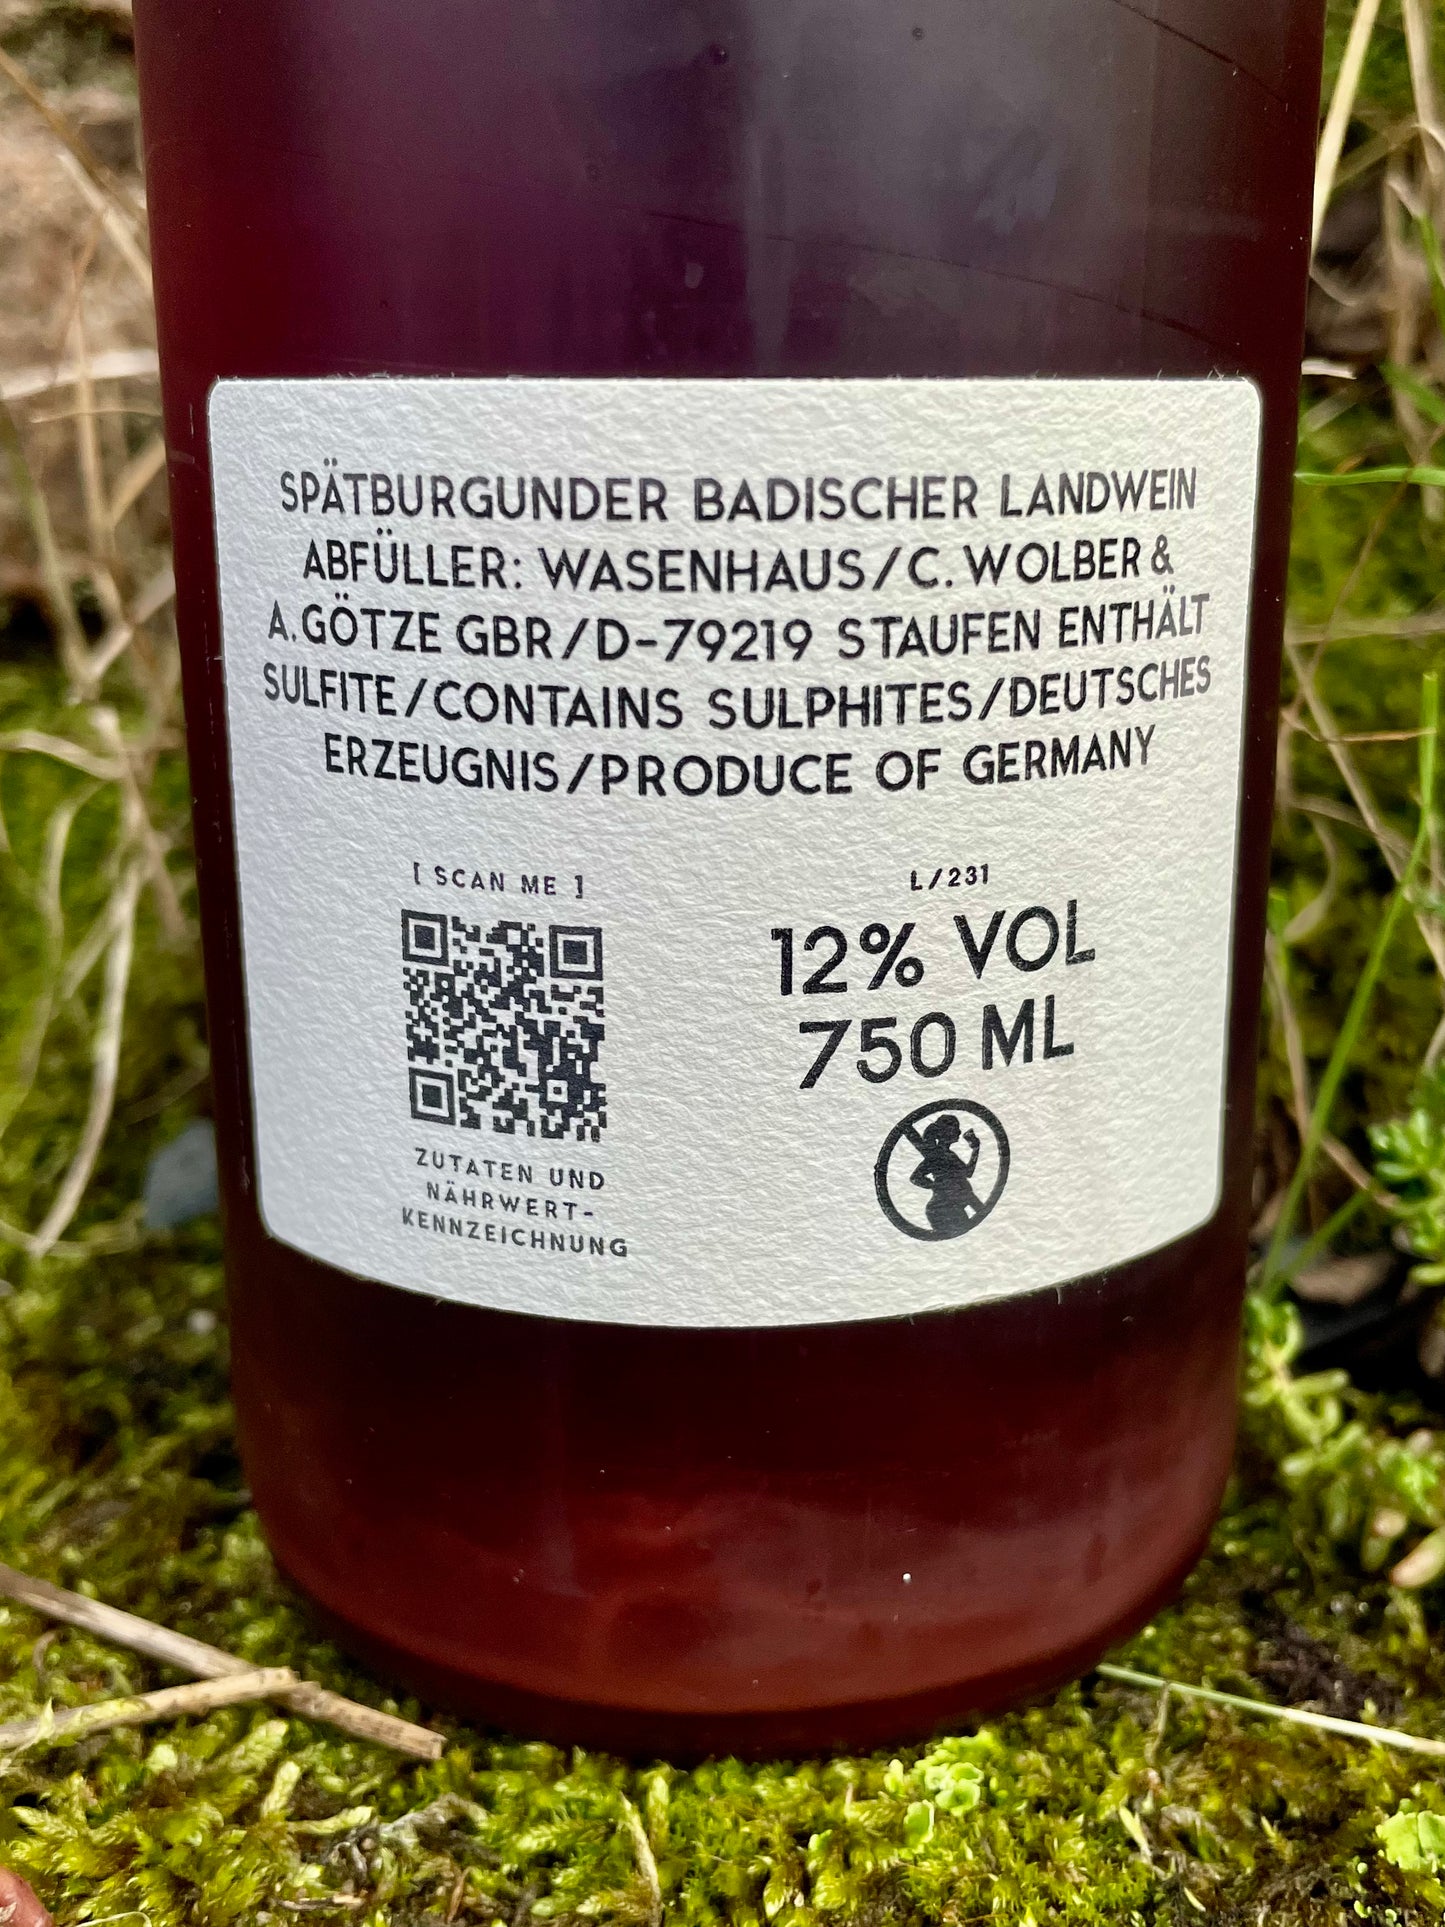 SPÄTBURGUNDER BADISCHER LANDWEIN
ABFÜLLER: WASENHAUS/C. WOLBER &
A. GÖTZE GBR/D-79219 STAUFEN ENTHÄLT
SULFITE/CONTAINS SULPHITES/DEUTSCHES
ERZEUGNIS/PRODUCE OF GERMANY
[ SCAN ME ]
ZUTATEN UND
NÄHRWERT-
KENNZEICHNUNG
L/231
12% VOL
750 ML